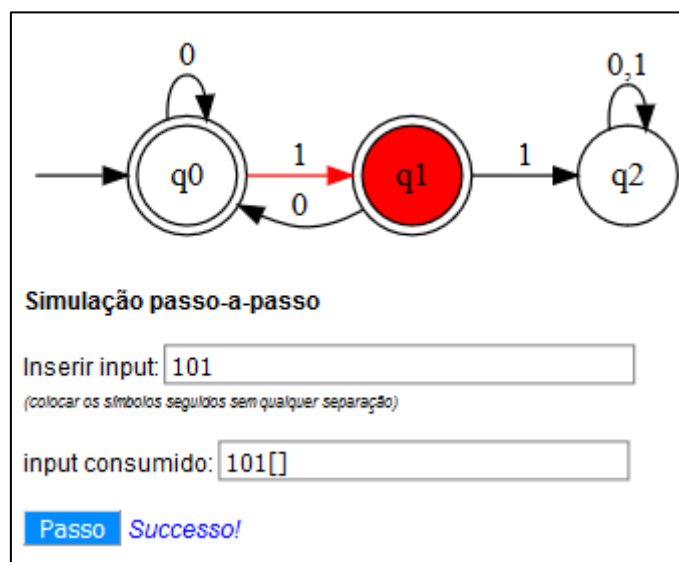 0
0,1
q0
1
q1
1
q2
0
Simulação passo-a-passo
Inserir input: 101
(colocar os símbolos seguidos sem qualquer separação)
input consumido: 101[]
Passo Successo!